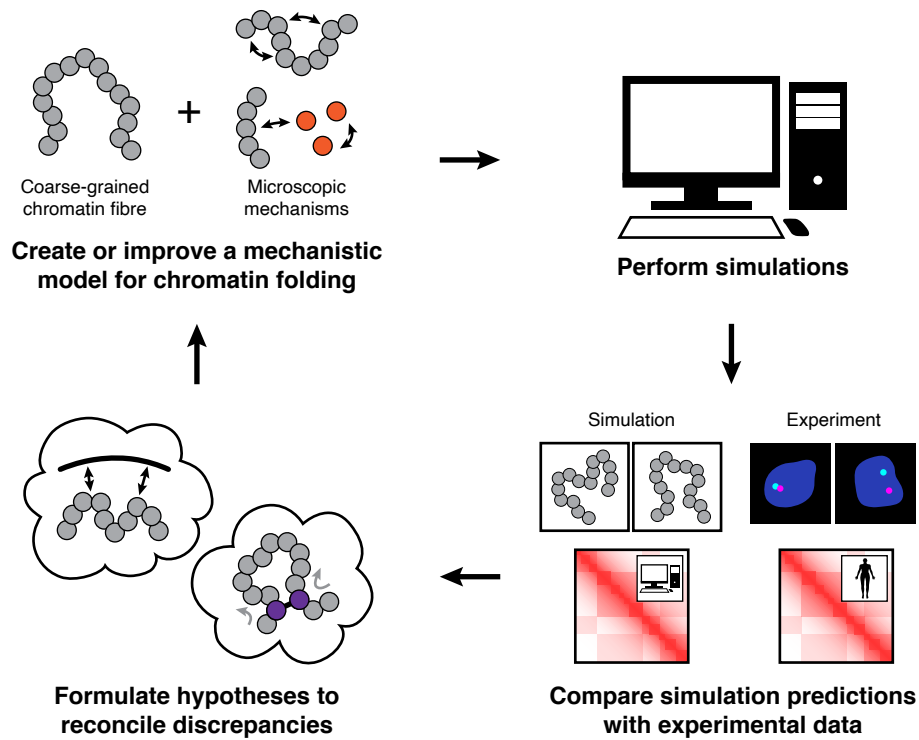 +
Coarse-grained
chromatin fibre
Microscopic
mechanisms
Create or improve a mechanistic
model for chromatin folding
Perform simulations
Simulation
Experiment
Compare simulation predictions
with experimental data
Formulate hypotheses to
reconcile discrepancies